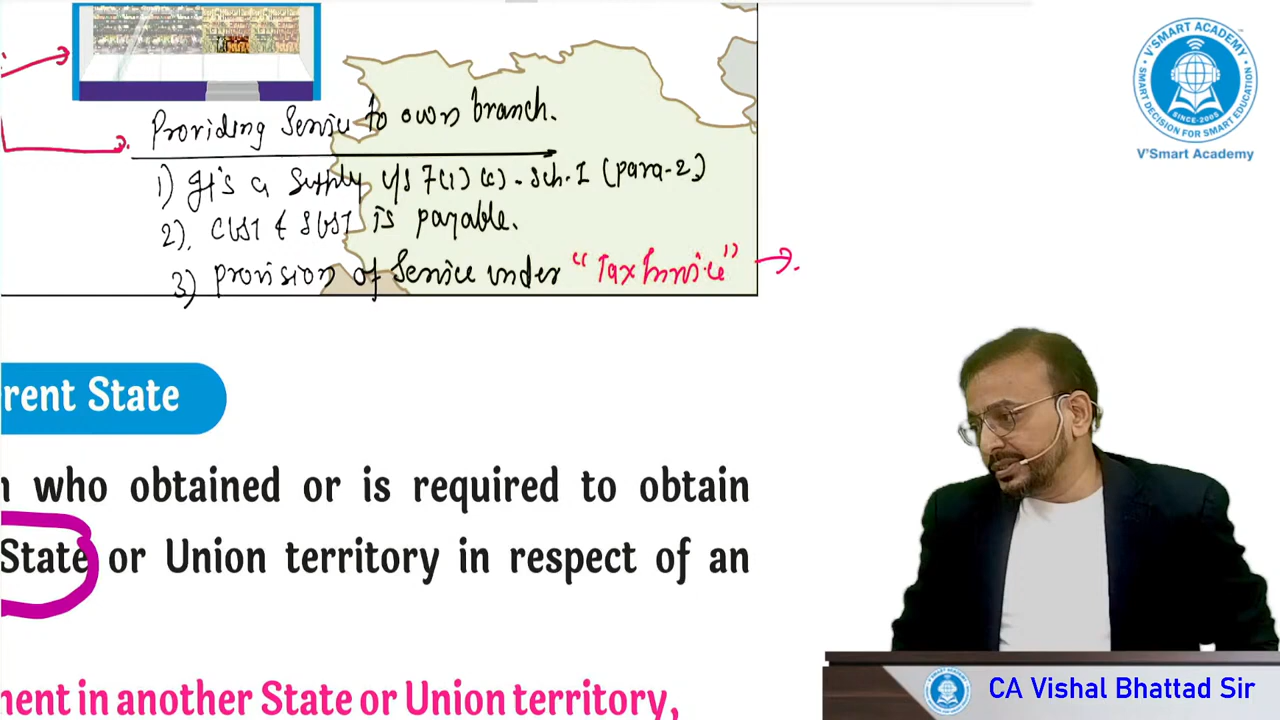 Providing Service to own branch.
1) It's a supply u/s 7(1)(c) - Sch. I (para-2)
2). CGST & SGST is payable.
3) provision of Service under "Tax Invoice"
rent State
n who obtained or is required to obtain
State or Union territory in respect of an
nent in another State or Union territory,
V'SMART ACADEMY
SMART DECISION FOR SMART EDUCATION
SINCE-2005
V'Smart Academy
CA Vishal Bhattad Sir